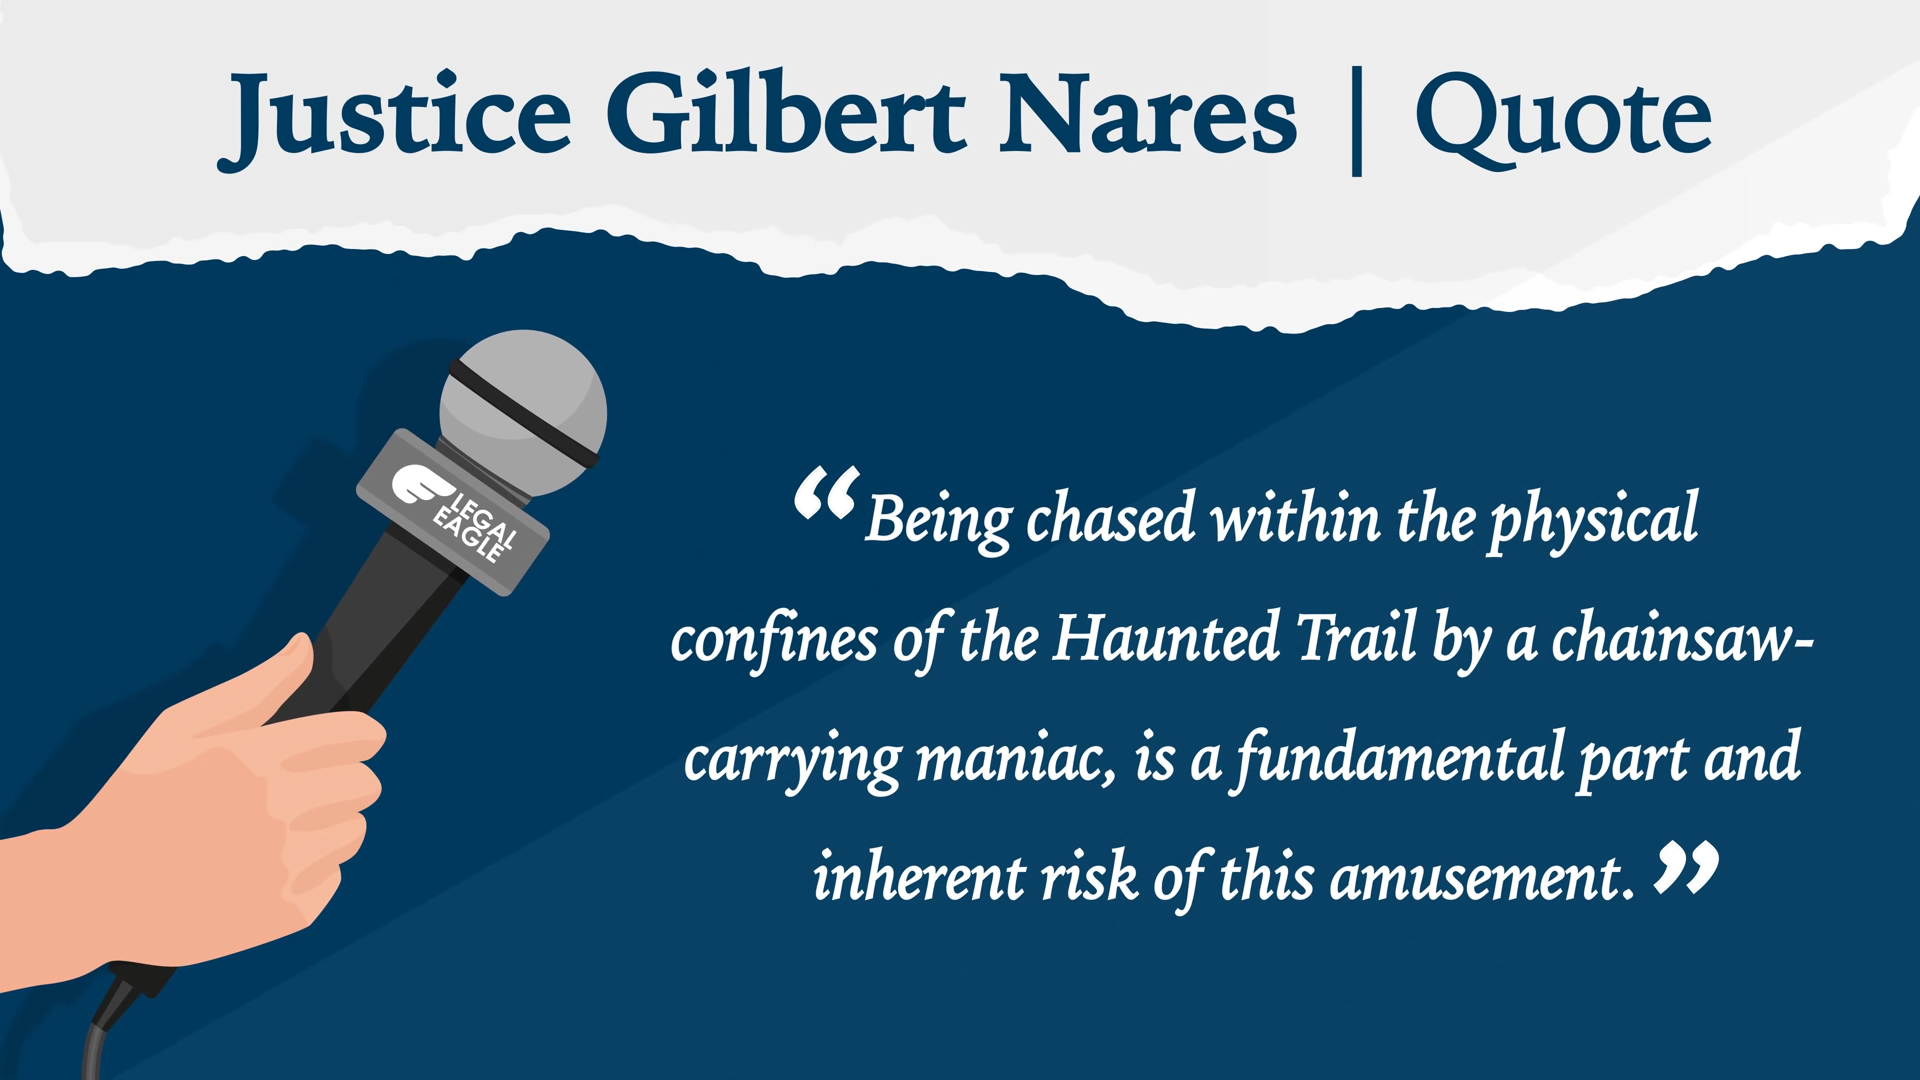 Justice Gilbert Nares | Quote
LEGAL
EAGLE
“Being chased within the physical
confines of the Haunted Trail by a chainsaw-
carrying maniac, is a fundamental part and
inherent risk of this amusement.”